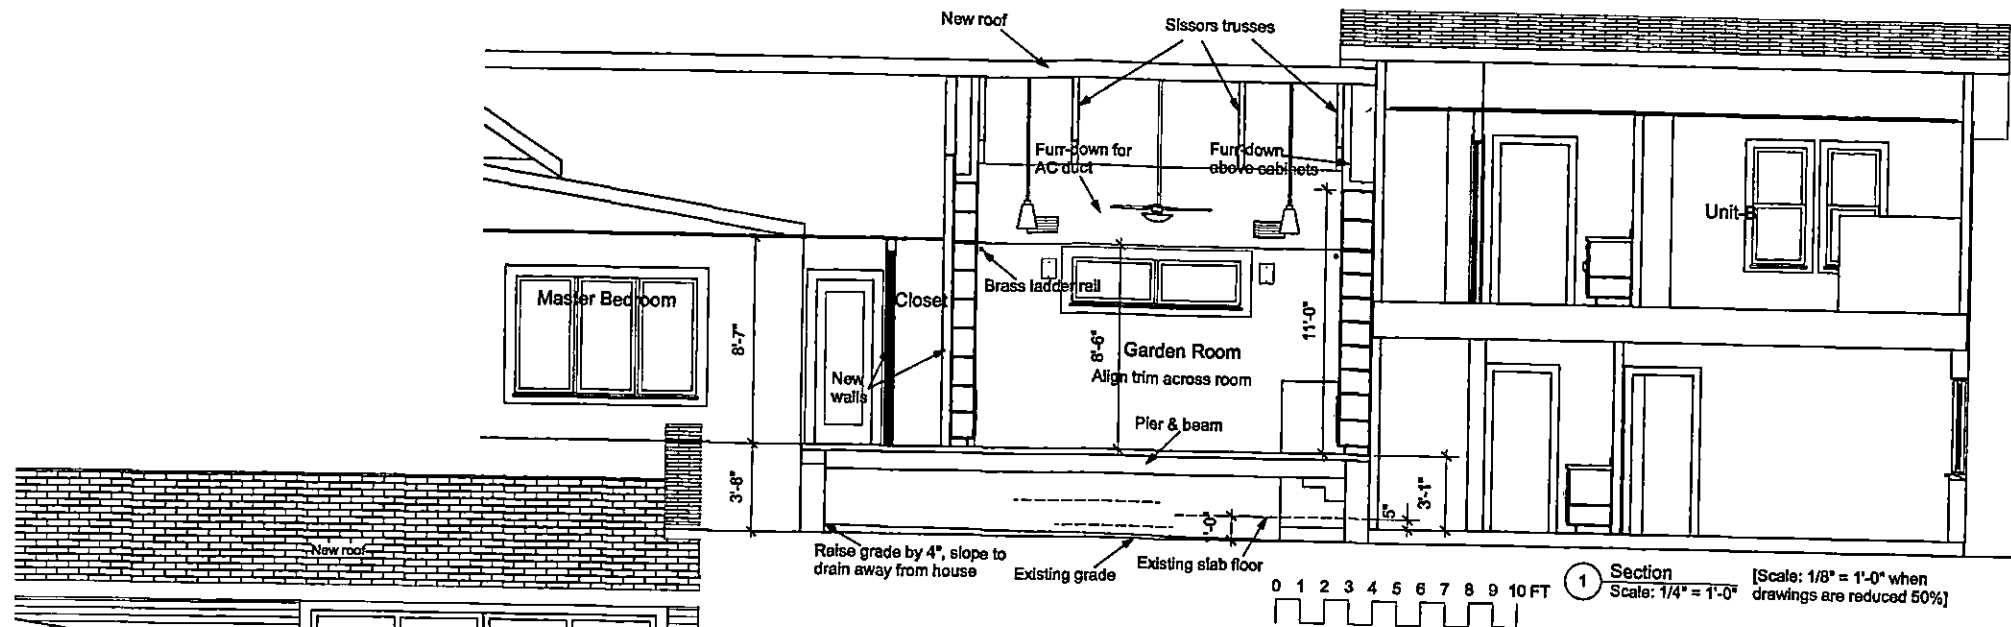 New roof
Sissors trusses
Furr-down for
AC duct
Furr-down
above cabinets
Unit-B
Master Bedroom
Closet
Brass ladder rail
8'-7"
8'-6"
11'-0"
Garden Room
Align trim across room
New
walls
Pier & beam
3'-8"
5"
3'-1"
New roof
Raise grade by 4", slope to
drain away from house
Existing grade
Existing slab floor
0 1 2 3 4 5 6 7 8 9 10 FT
1 Section
Scale: 1/4" = 1'-0"
[Scale: 1/8" = 1'-0" when
drawings are reduced 50%]